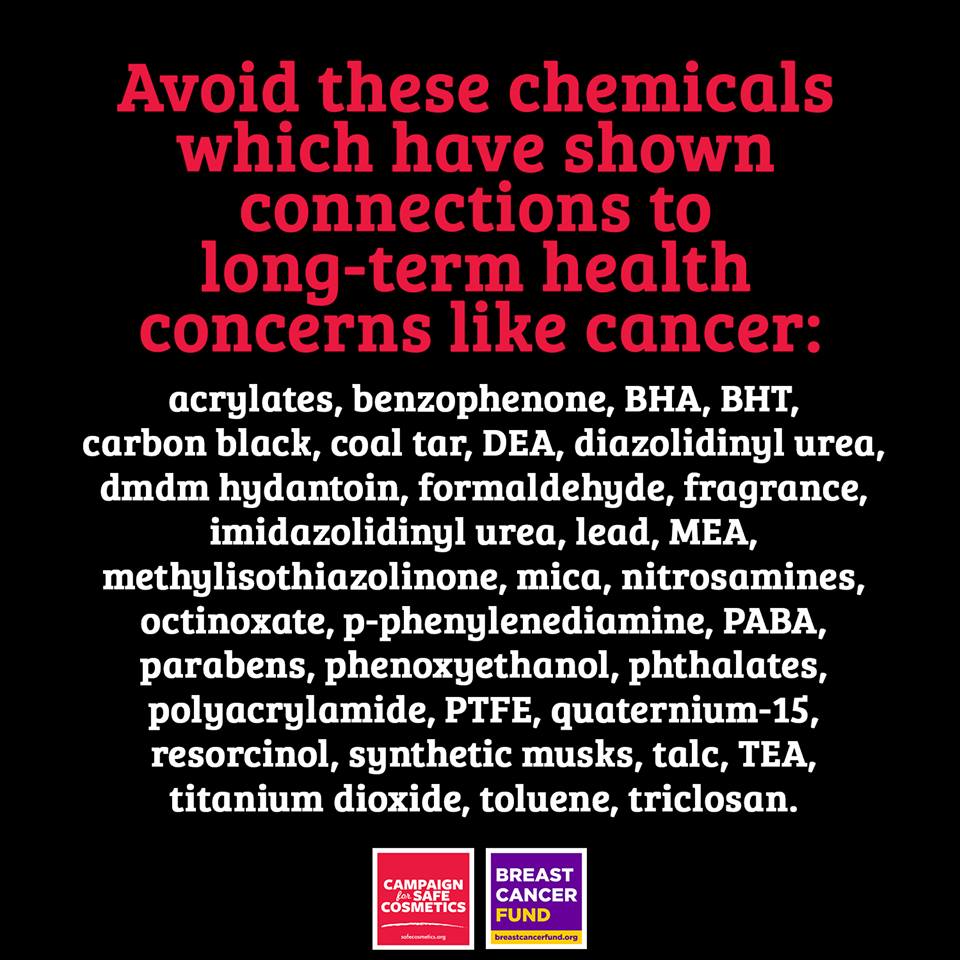 Avoid these chemicals
which have shown
connections to
long-term health
concerns like cancer:
acrylates, benzophenone, BHA, BHT,
carbon black, coal tar, DEA, diazolidinyl urea,
dmdm hydantoin, formaldehyde, fragrance,
imidazolidinyl urea, lead, MEA,
methylisothiazolinone, mica, nitrosamines,
octinoxate, p-phenylenediamine, PABA,
parabens, phenoxyethanol, phthalates,
polyacrylamide, PTFE, quaternium-15,
resorcinol, synthetic musks, talc, TEA,
titanium dioxide, toluene, triclosan.
CAMPAIGN
for SAFE
COSMETICS
safecosmetics.org
BREAST
CANCER
FUND
breastcancerfund.org